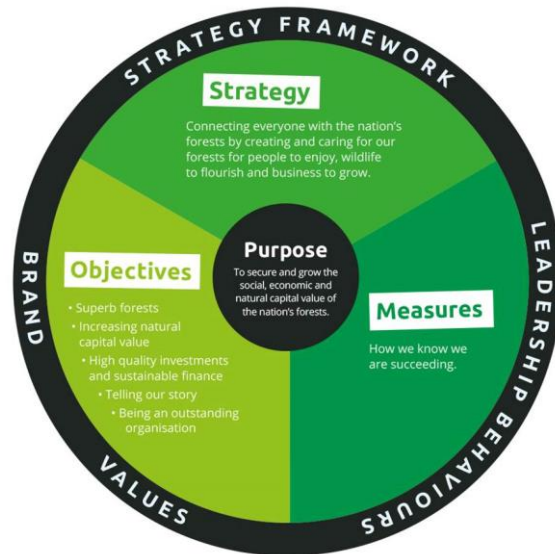 STRATEGY FRAMEWORK
Strategy
Connecting everyone with the nation's
forests by creating and caring for our
forests for people to enjoy, wildlife
to flourish and business to grow.
Purpose
To secure and grow the
social, economic and
natural capital value of
the nation's forests.
Objectives
• Superb forests
• Increasing natural
capital value
• High quality investments
and sustainable finance
• Telling our story
• Being an outstanding
organisation
Measures
How we know we
are succeeding.
BRAND
VALUES
LEADERSHIP BEHAVIOURS